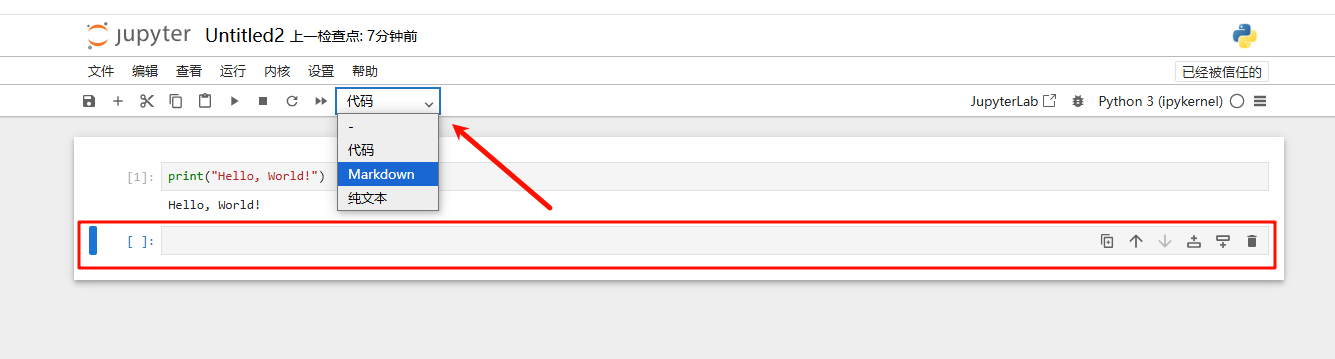 jupyter Untitled2 上一检查点: 7分钟前
文件 编辑 查看 运行 内核 设置 帮助 已经被信任的
代码 JupyterLab Python 3 (ipykernel)
-
代码
Markdown
纯文本
[1]: print("Hello, World!")
Hello, World!
[ ]: